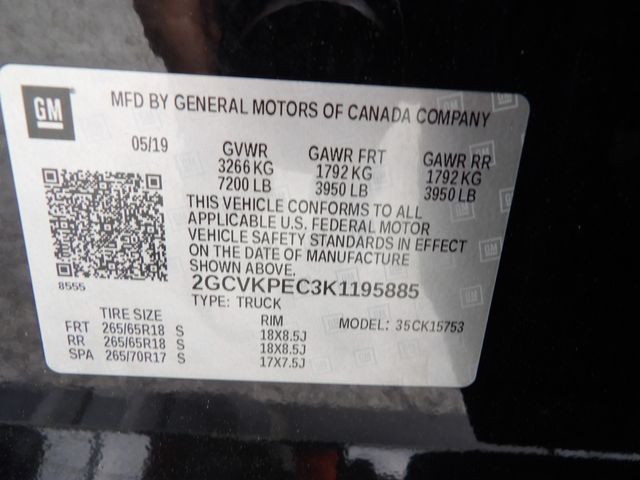 GM
MFD BY GENERAL MOTORS OF CANADA COMPANY
05/19 GVWR GAWR FRT GAWR RR
3266 KG 1792 KG 1792 KG
7200 LB 3950 LB 3950 LB
THIS VEHICLE CONFORMS TO ALL
APPLICABLE U.S. FEDERAL MOTOR
VEHICLE SAFETY STANDARDS IN EFFECT
ON THE DATE OF MANUFACTURE
SHOWN ABOVE.
8555 2GCVKPEC3K1195885
TYPE: TRUCK
TIRE SIZE RIM MODEL: 35CK15753
FRT 265/65R18 S 18X8.5J
RR 265/65R18 S 18X8.5J
SPA 265/70R17 S 17X7.5J